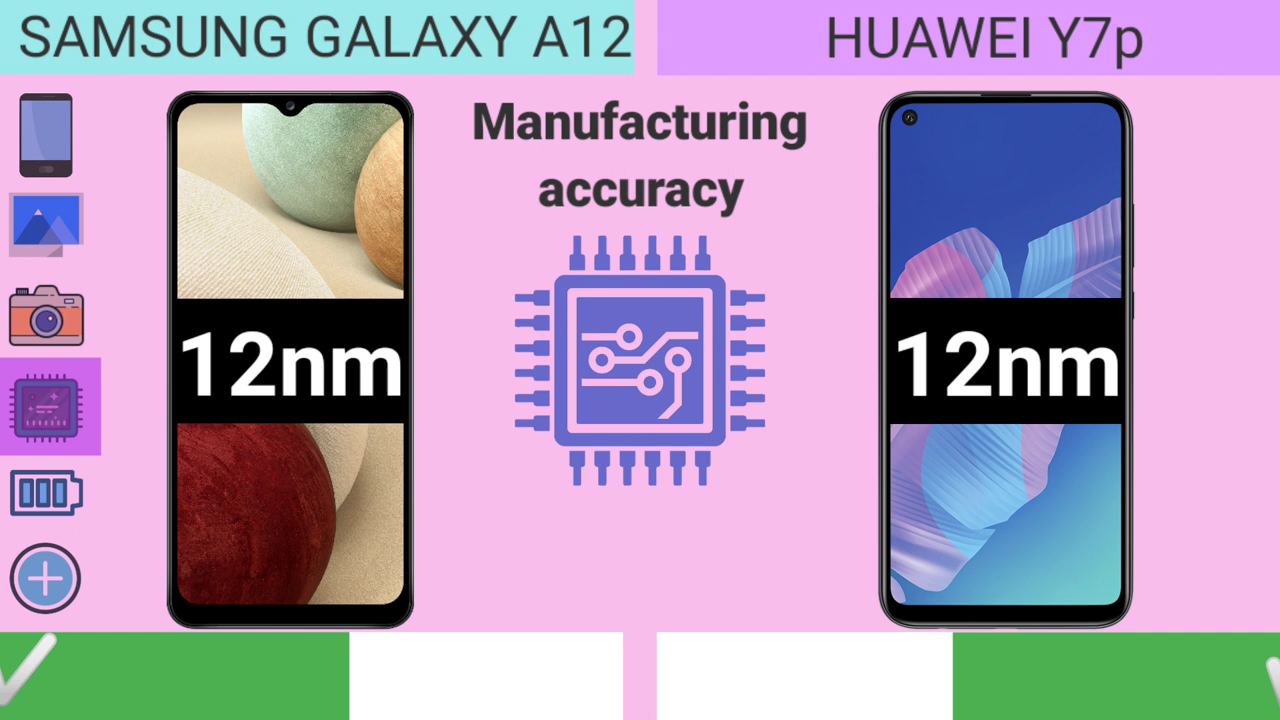 SAMSUNG GALAXY A12
HUAWEI Y7p
Manufacturing
accuracy
12nm
12nm